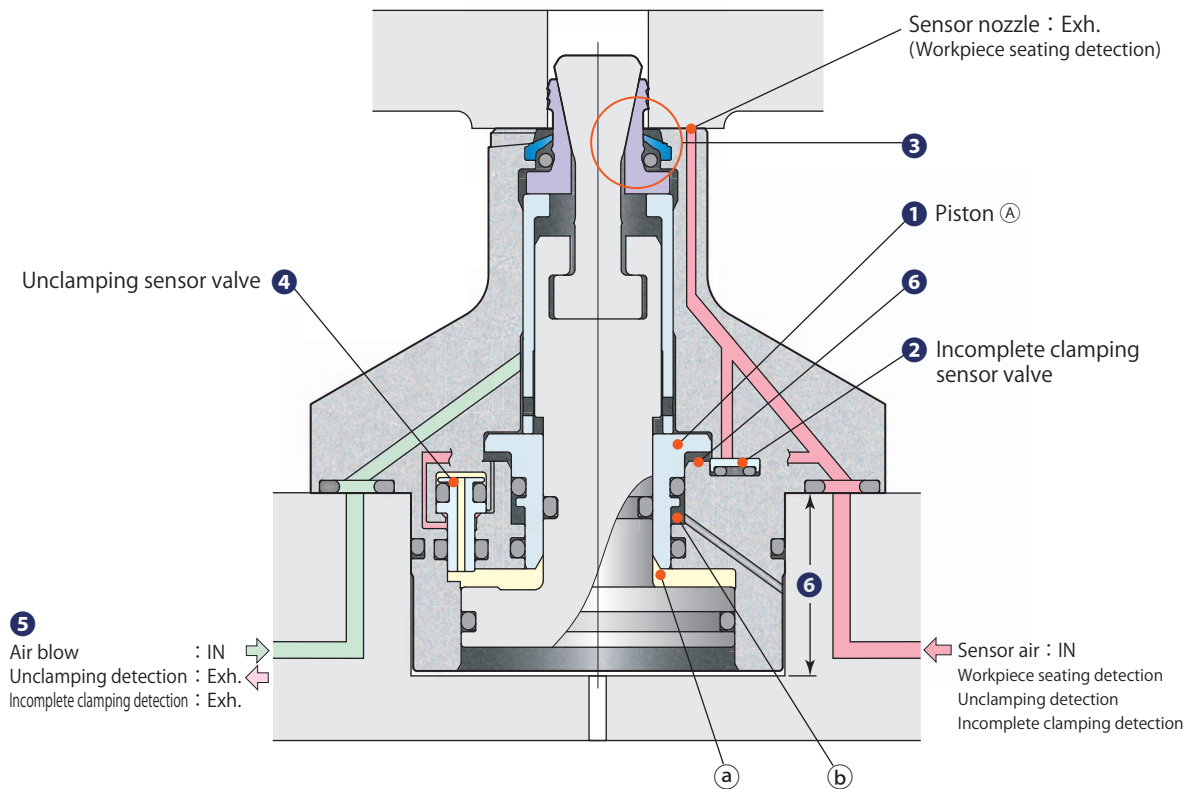 Sensor nozzle：Exh.
(Workpiece seating detection)
3
1 Piston Ⓐ
Unclamping sensor valve 4
6
2 Incomplete clamping
sensor valve
6
5
Air blow ：IN
Unclamping detection：Exh.
Incomplete clamping detection：Exh.
Sensor air：IN
Workpiece seating detection
Unclamping detection
Incomplete clamping detection
ⓐ
ⓑ